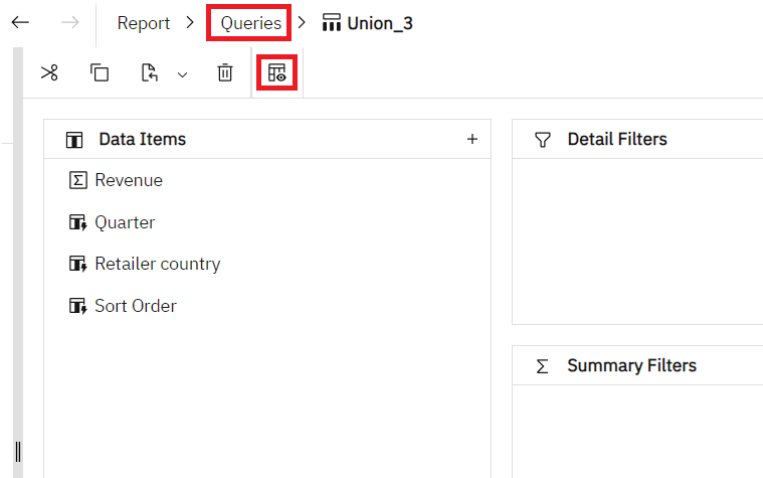 Report > Queries > Union_3
Data Items +
Revenue
Quarter
Retailer country
Sort Order
Detail Filters
Summary Filters